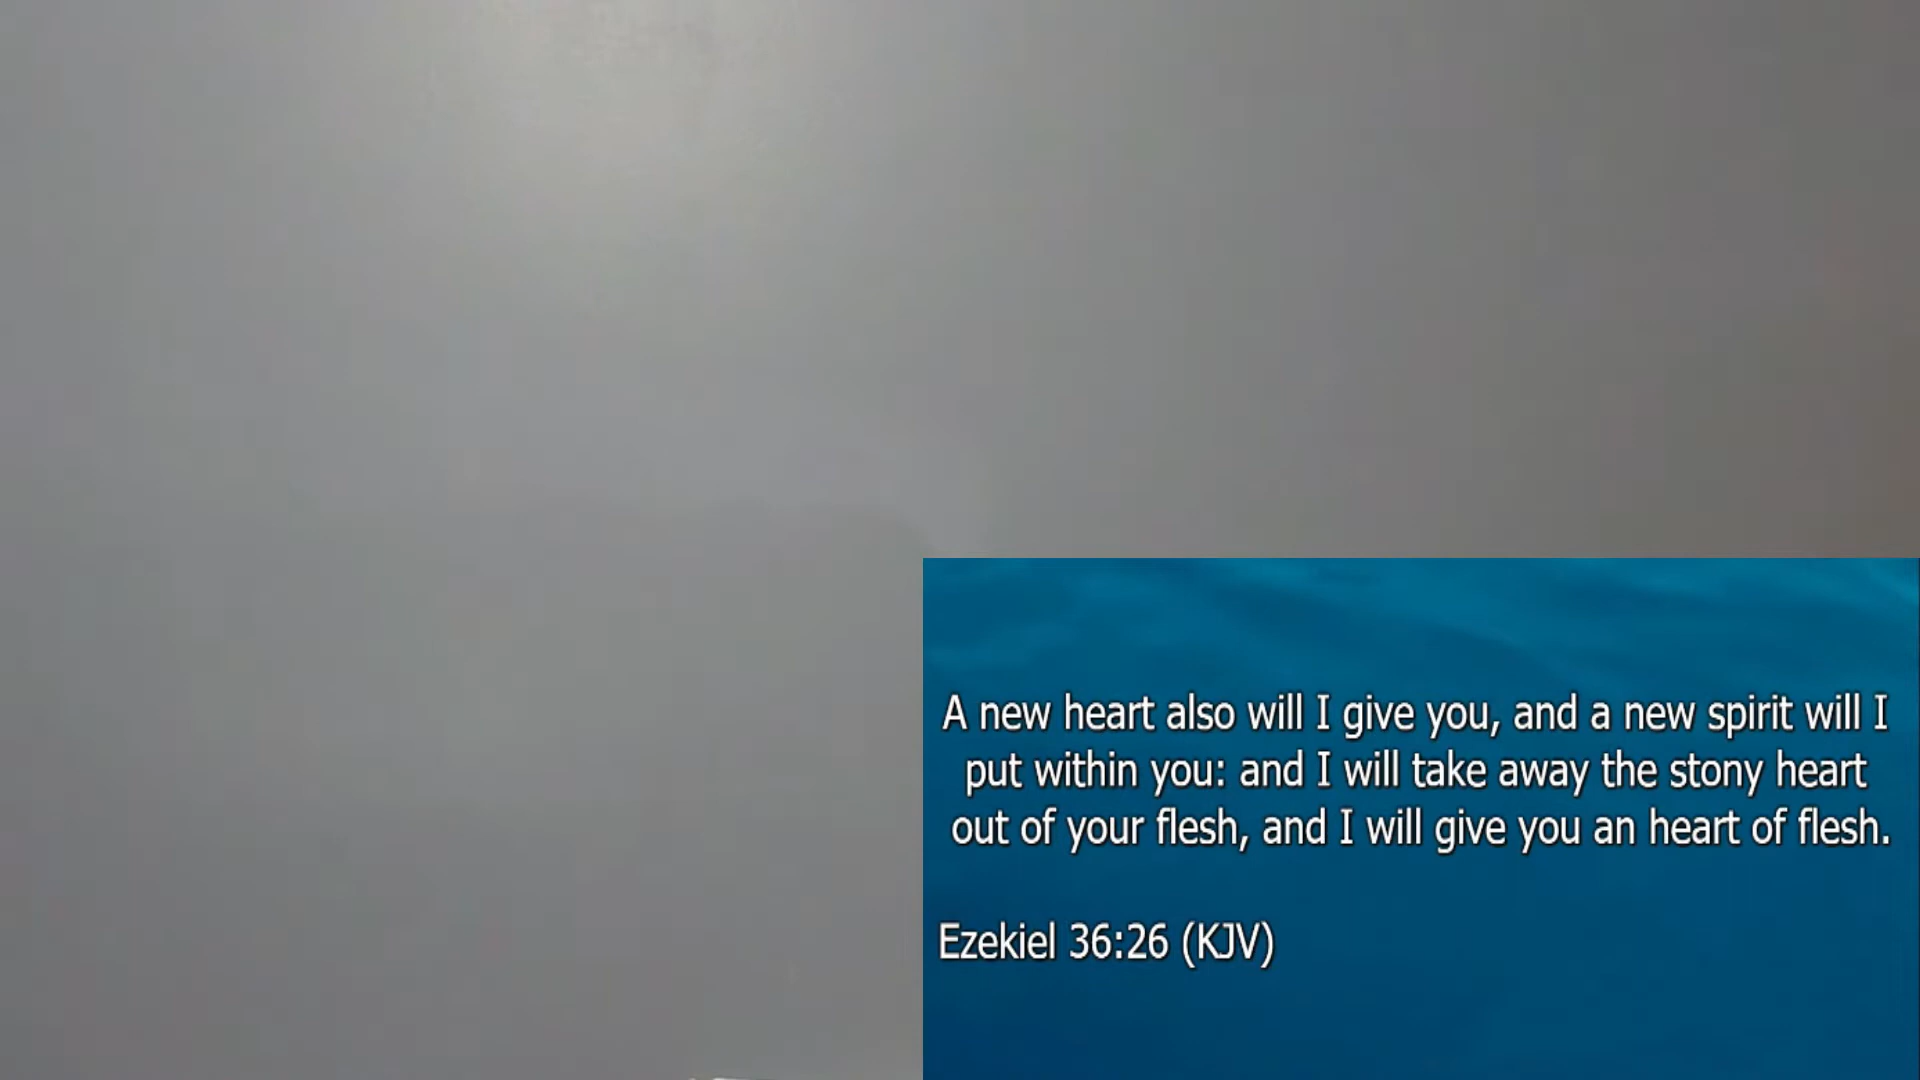 A new heart also will I give you, and a new spirit will I
put within you: and I will take away the stony heart
out of your flesh, and I will give you an heart of flesh.
Ezekiel 36:26 (KJV)